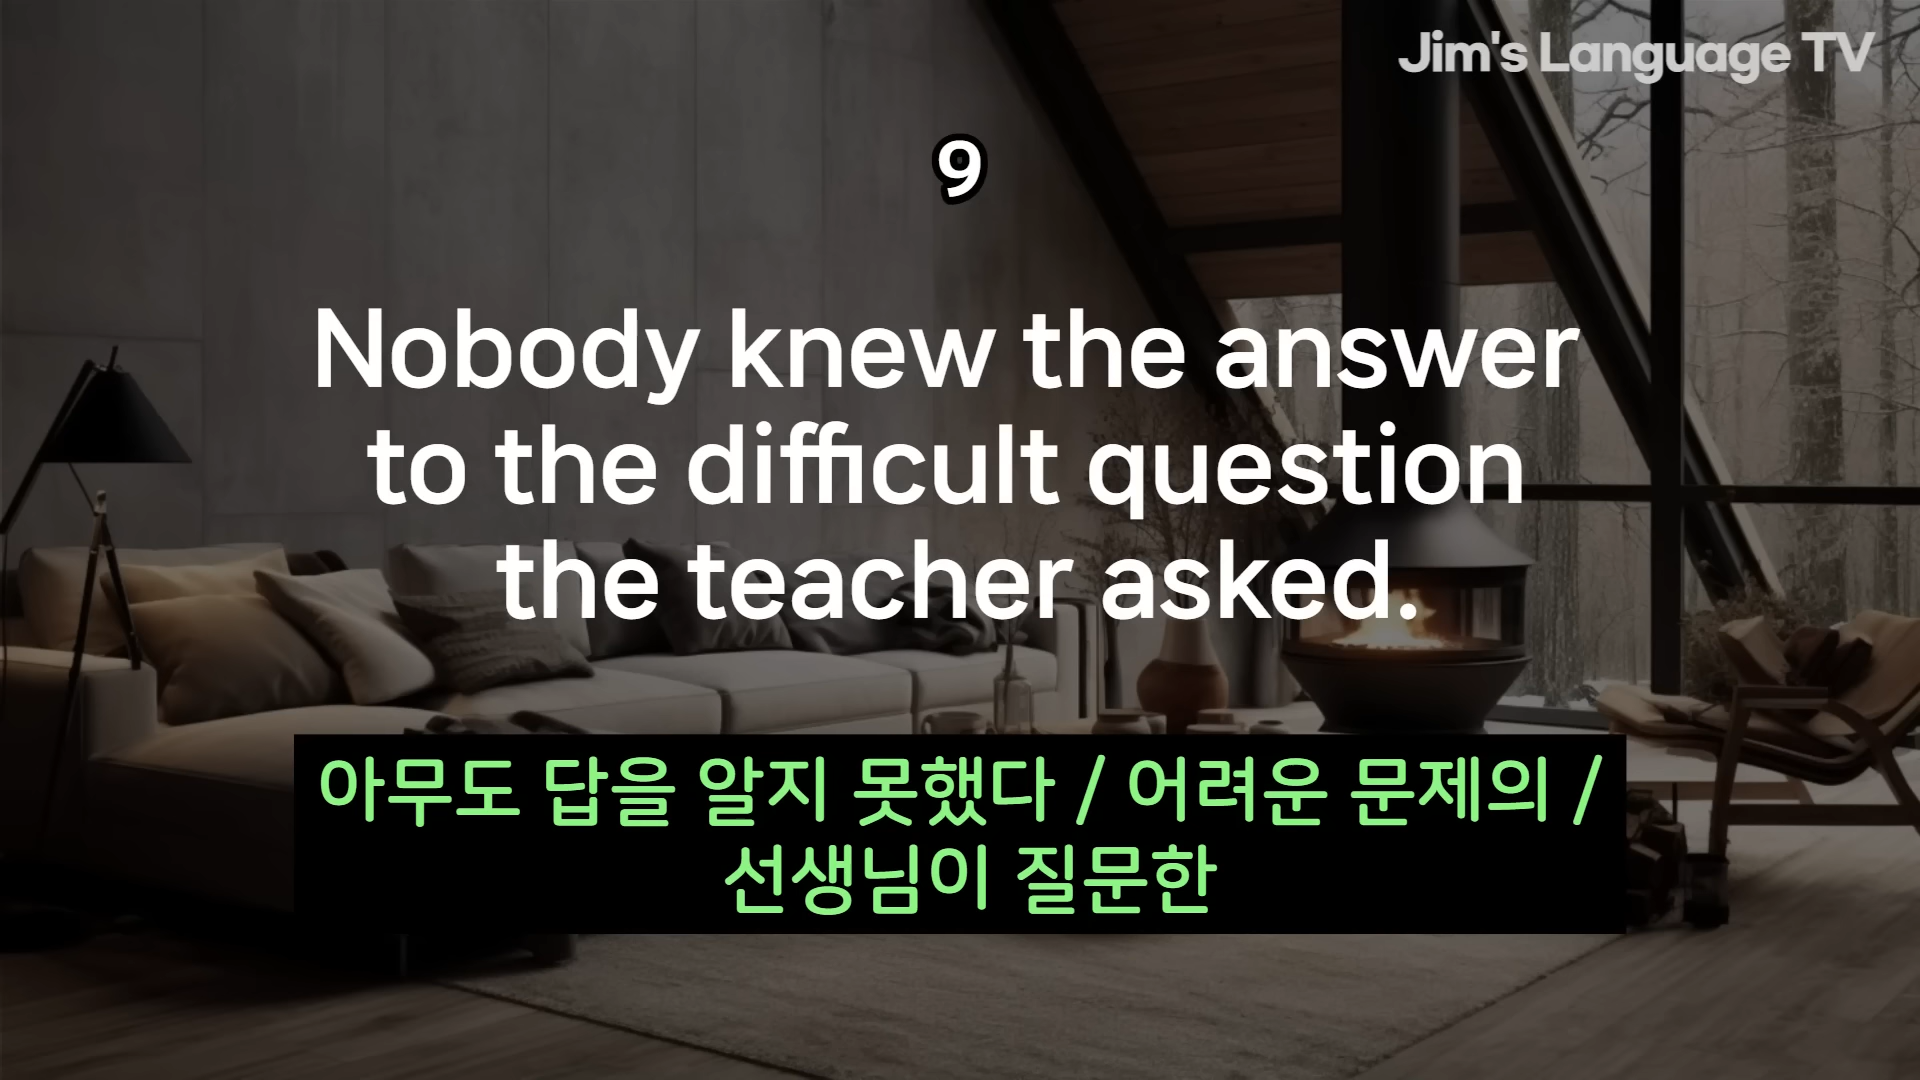 Jim's Language TV
9
Nobody knew the answer
to the difficult question
the teacher asked.
아무도 답을 알지 못했다 / 어려운 문제의 /
선생님이 질문한